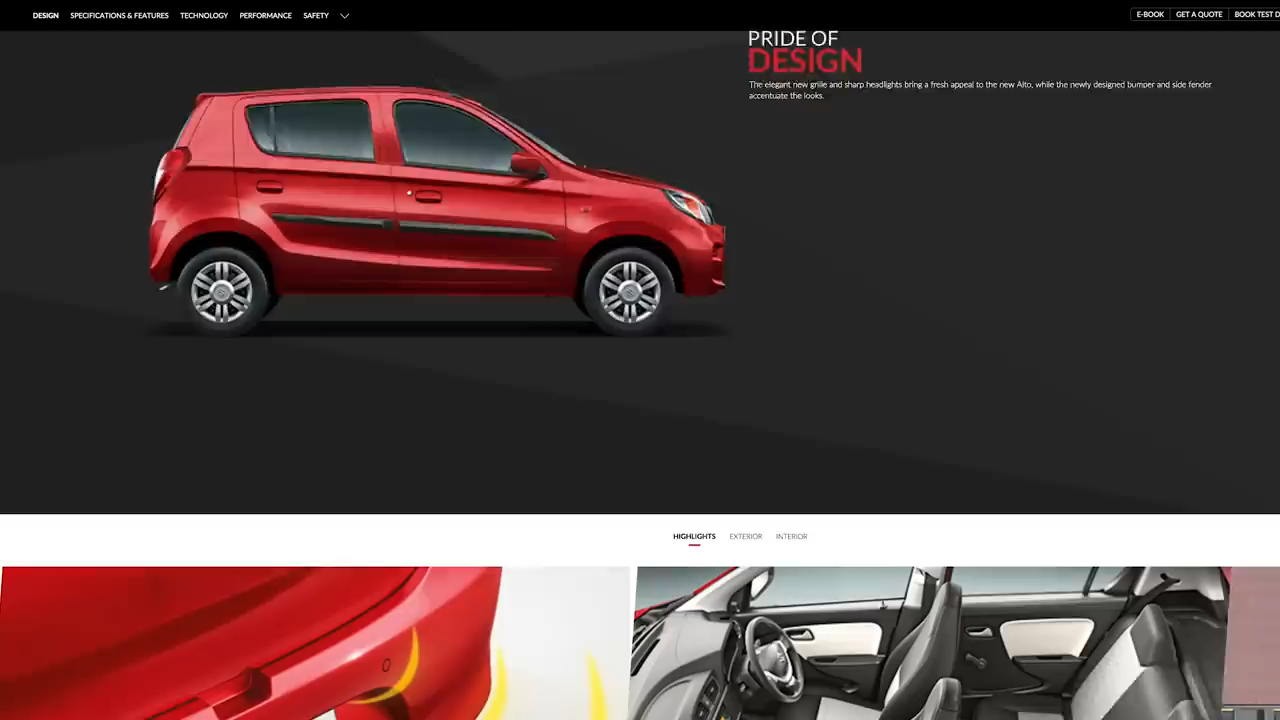 DESIGN SPECIFICATIONS & FEATURES TECHNOLOGY PERFORMANCE SAFETY
E-BOOK GET A QUOTE BOOK TEST
PRIDE OF
DESIGN
The elegant new grille and sharp headlights bring a fresh appeal to the new Alto, while the newly designed bumper and side fender
accentuate the looks.
HIGHLIGHTS EXTERIOR INTERIOR